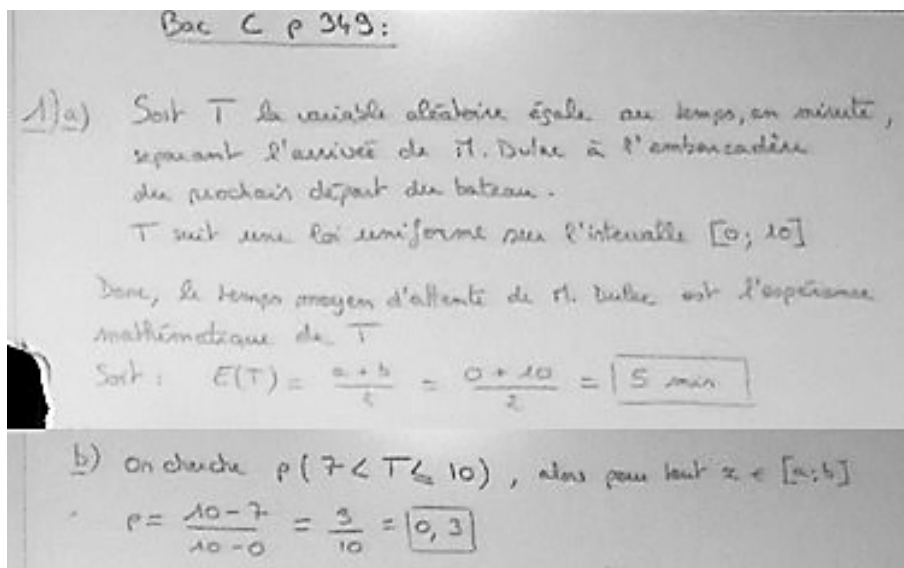 Bac C p 349:
1)a) Soit T la variable aléatoire égale au temps, en minute,
separant l'arrivée de M. Dulac à l'embarcadère
du prochain départ du bateau.
T suit une loi uniforme sur l'intervalle [0; 10]
Donc, le temps moyen d'attente de M. Dulac est l'espérance
mathématique de T
Soit : E(T) = a + b / 2 = 0 + 10 / 2 = 5 min
b) On cherche p(7 < T ⩽ 10), alors pour tout x ∈ [a;b]
p = 10 - 7 / 10 - 0 = 3 / 10 = 0,3